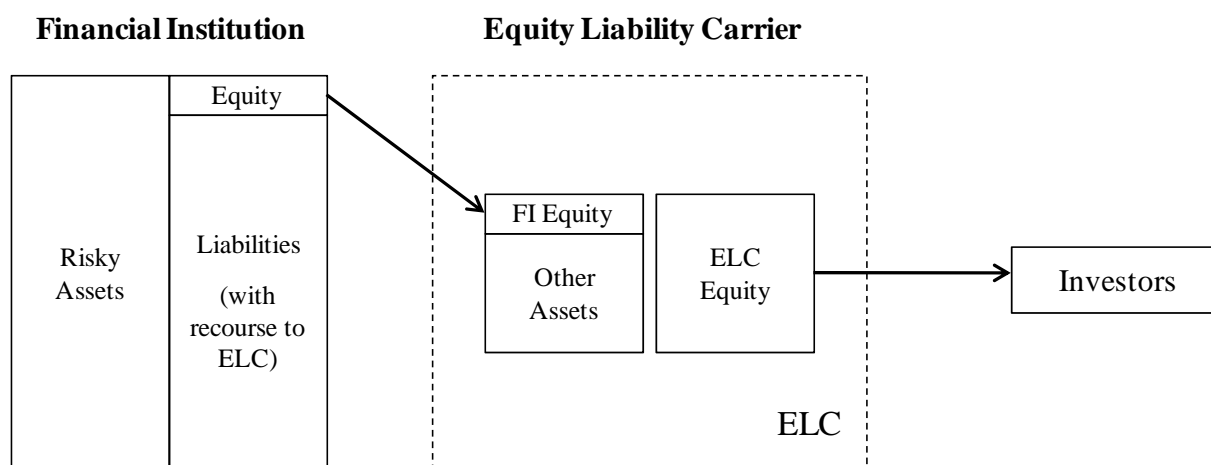 Financial Institution
Equity Liability Carrier
Equity
Risky
Assets
Liabilities
(with
recourse to
ELC)
FI Equity
Other
Assets
ELC
Equity
Investors
ELC